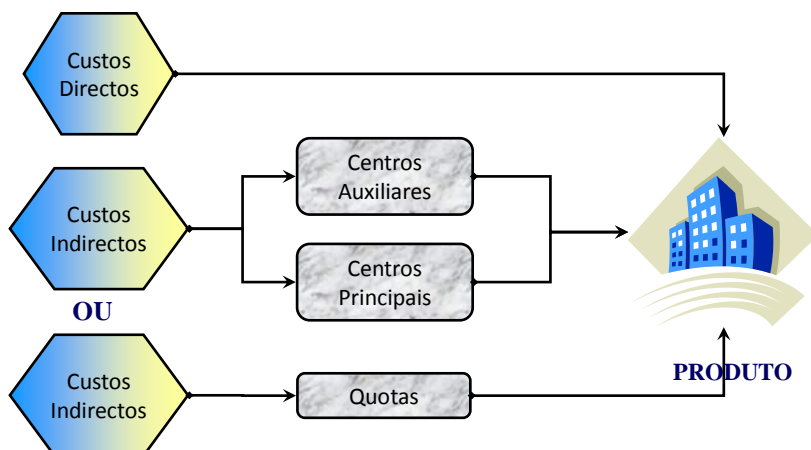 Custos
Directos
Centros
Auxiliares
Custos
Indirectos
Centros
Principais
OU
PRODUTO
Custos
Indirectos
Quotas